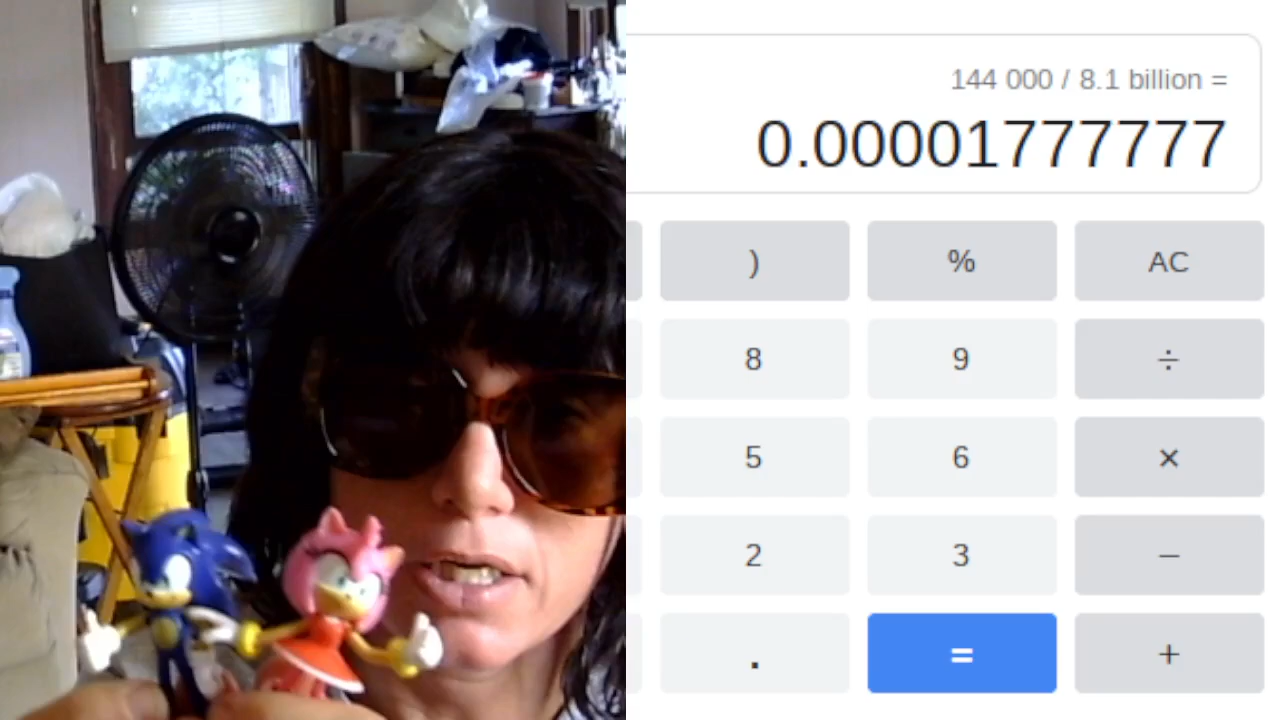 144 000 / 8.1 billion =
0.00001777777
) % AC
8 9 ÷
5 6 ×
2 3 −
. = +